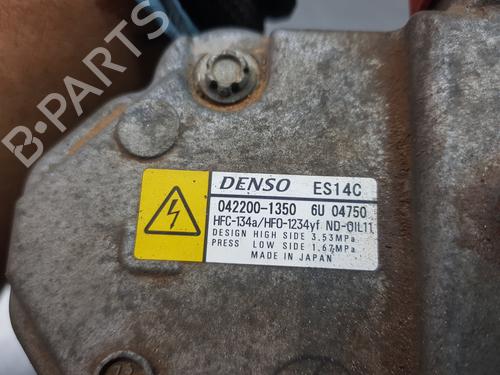 B-PARTS
DENSO ES14C
042200-1350 6U 04750
HFC-134a/HFO-1234yf ND-OIL11
DESIGN HIGH SIDE 3.53MPa
PRESS LOW SIDE 1.67MPa
MADE IN JAPAN